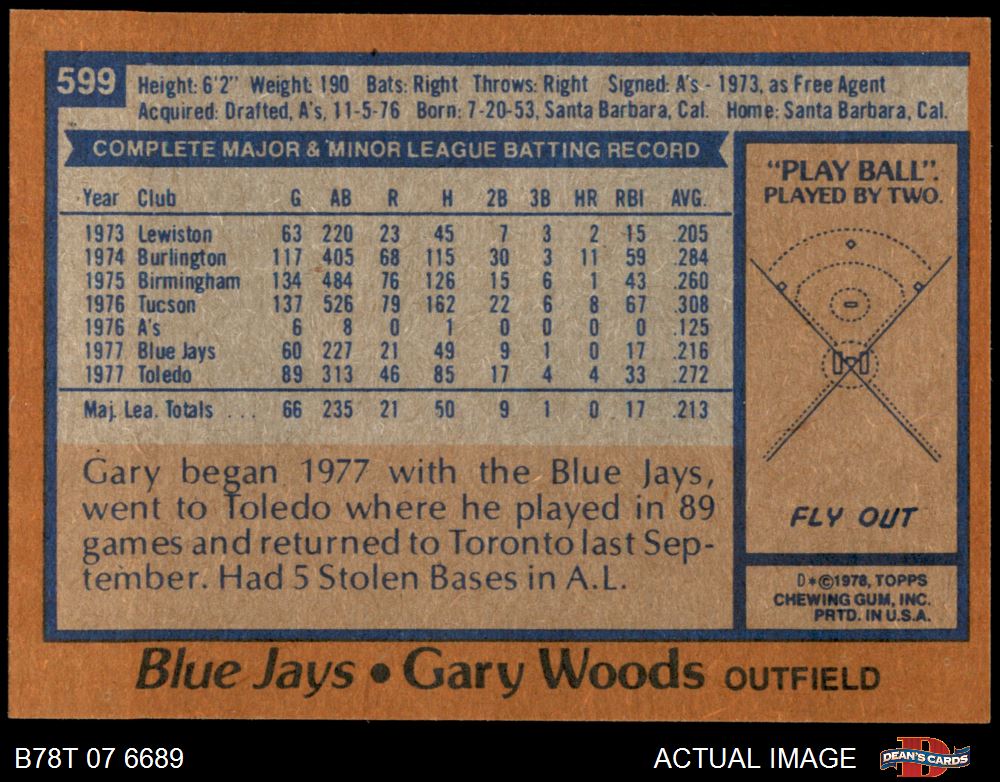 599
Height: 6'2" Weight: 190 Bats: Right Throws: Right Signed: A's - 1973, as Free Agent
Acquired: Drafted, A's, 11-5-76 Born: 7-20-53, Santa Barbara, Cal. Home: Santa Barbara, Cal.
COMPLETE MAJOR & MINOR LEAGUE BATTING RECORD
Year Club G AB R H 2B 3B HR RBI AVG.
1973 Lewiston 63 220 23 45 7 3 2 15 .205
1974 Burlington 117 405 68 115 30 3 11 59 .284
1975 Birmingham 134 484 76 126 15 6 1 43 .260
1976 Tucson 137 526 79 162 22 6 8 67 .308
1976 A's 6 8 0 1 0 0 0 0 .125
1977 Blue Jays 60 227 21 49 9 1 0 17 .216
1977 Toledo 89 313 46 85 17 4 4 33 .272
Maj. Lea. Totals . . . 66 235 21 50 9 1 0 17 .213
Gary began 1977 with the Blue Jays,
went to Toledo where he played in 89
games and returned to Toronto last Sep-
tember. Had 5 Stolen Bases in A.L.
"PLAY BALL".
PLAYED BY TWO.
FLY OUT
D*©1978, TOPPS
CHEWING GUM, INC.
PRTD. IN U.S.A.
Blue Jays • Gary Woods OUTFIELD
B78T 07 6689
ACTUAL IMAGE
DEAN'S CARDS